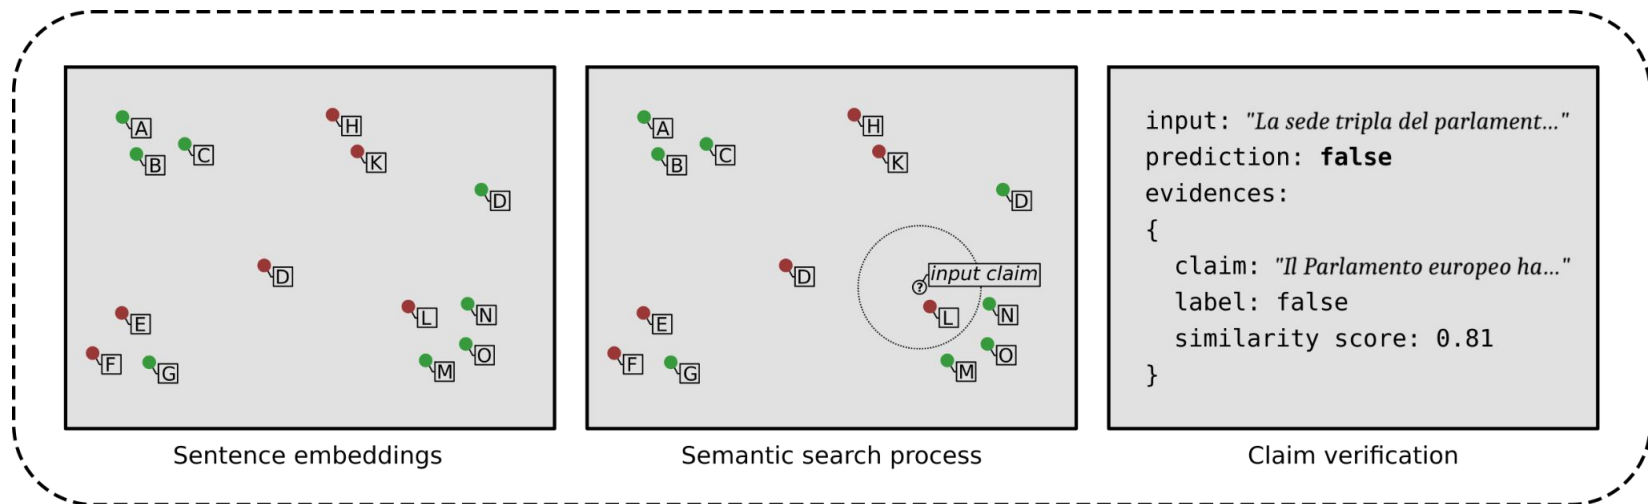 A
B
C
H
K
D
D
E
F
G
L
N
O
M
Sentence embeddings
A
B
C
H
K
D
D
input claim
?
E
F
G
L
N
O
M
Semantic search process
input: "La sede tripla del parlament..."
prediction: false
evidences:
{
claim: "Il Parlamento europeo ha..."
label: false
similarity score: 0.81
}
Claim verification